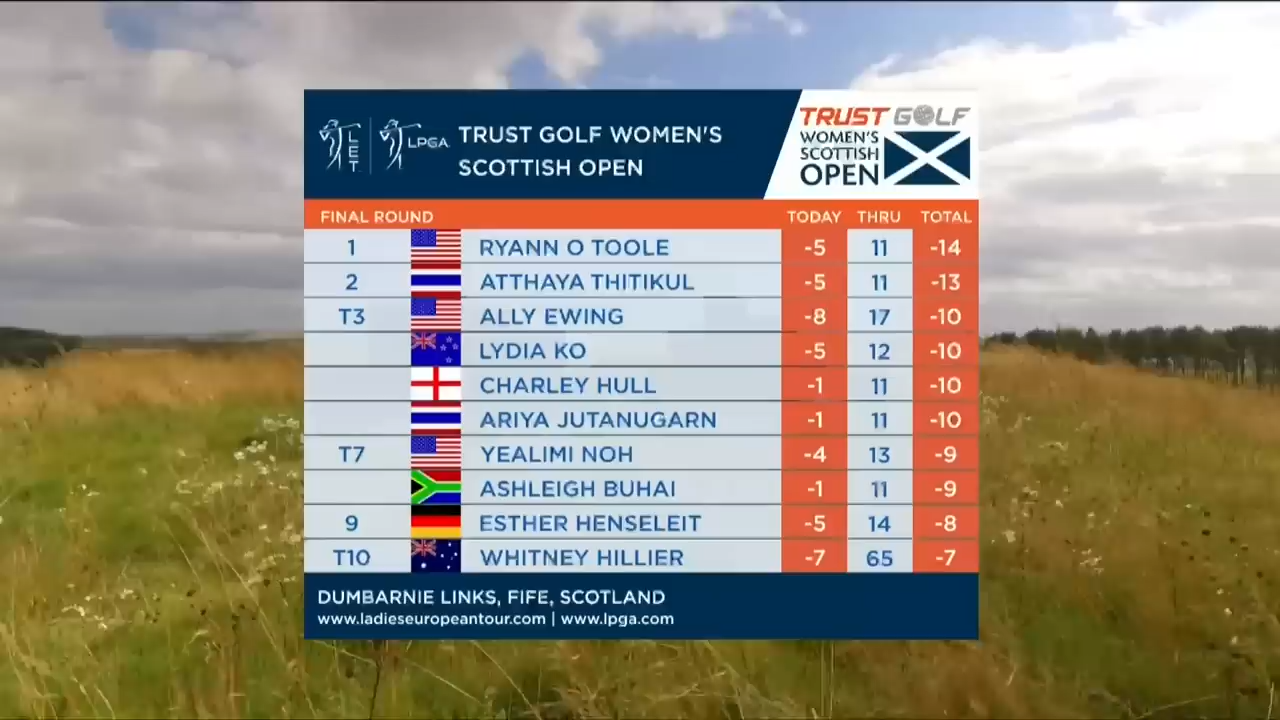 LET LPGA TRUST GOLF WOMEN'S
SCOTTISH OPEN
TRUST GOLF
WOMEN'S
SCOTTISH
OPEN
FINAL ROUND TODAY THRU TOTAL
1 RYANN O TOOLE -5 11 -14
2 ATTHAYA THITIKUL -5 11 -13
T3 ALLY EWING -8 17 -10
LYDIA KO -5 12 -10
CHARLEY HULL -1 11 -10
ARIYA JUTANUGARN -1 11 -10
T7 YEALIMI NOH -4 13 -9
ASHLEIGH BUHAI -1 11 -9
9 ESTHER HENSELEIT -5 14 -8
T10 WHITNEY HILLIER -7 65 -7
DUMBARNIE LINKS, FIFE, SCOTLAND
www.ladieseuropeantour.com | www.lpga.com